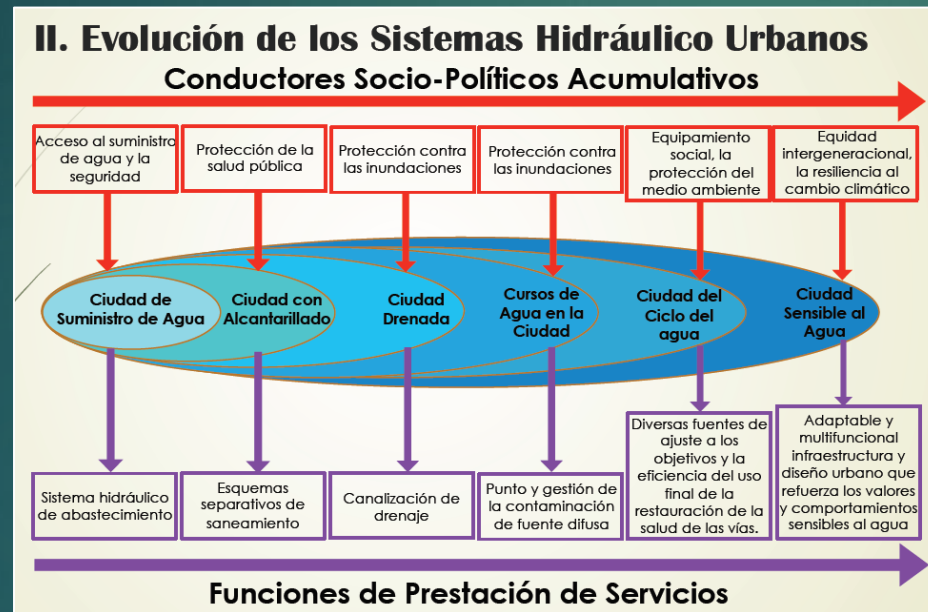 II. Evolución de los Sistemas Hidráulico Urbanos
Conductores Socio-Políticos Acumulativos
Acceso al suministro
de agua y la
seguridad
Protección de la
salud pública
Protección contra
las inundaciones
Protección contra
las inundaciones
Equipamiento
social, la
protección del
medio ambiente
Equidad
intergeneracional,
la resiliencia al
cambio climático
Ciudad de
Suministro de Agua
Ciudad con
Alcantarillado
Ciudad
Drenada
Cursos de
Agua en la
Ciudad
Ciudad del
Ciclo del
agua
Ciudad
Sensible al
Agua
Sistema hidráulico
de abastecimiento
Esquemas
separativos de
saneamiento
Canalización de
drenaje
Punto y gestión de
la contaminación
de fuente difusa
Diversas fuentes de
ajuste a los
objetivos y la
eficiencia del uso
final de la
restauración de la
salud de las vías.
Adaptable y
multifuncional
infraestructura y
diseño urbano que
refuerza los valores
y comportamientos
sensibles al agua
Funciones de Prestación de Servicios